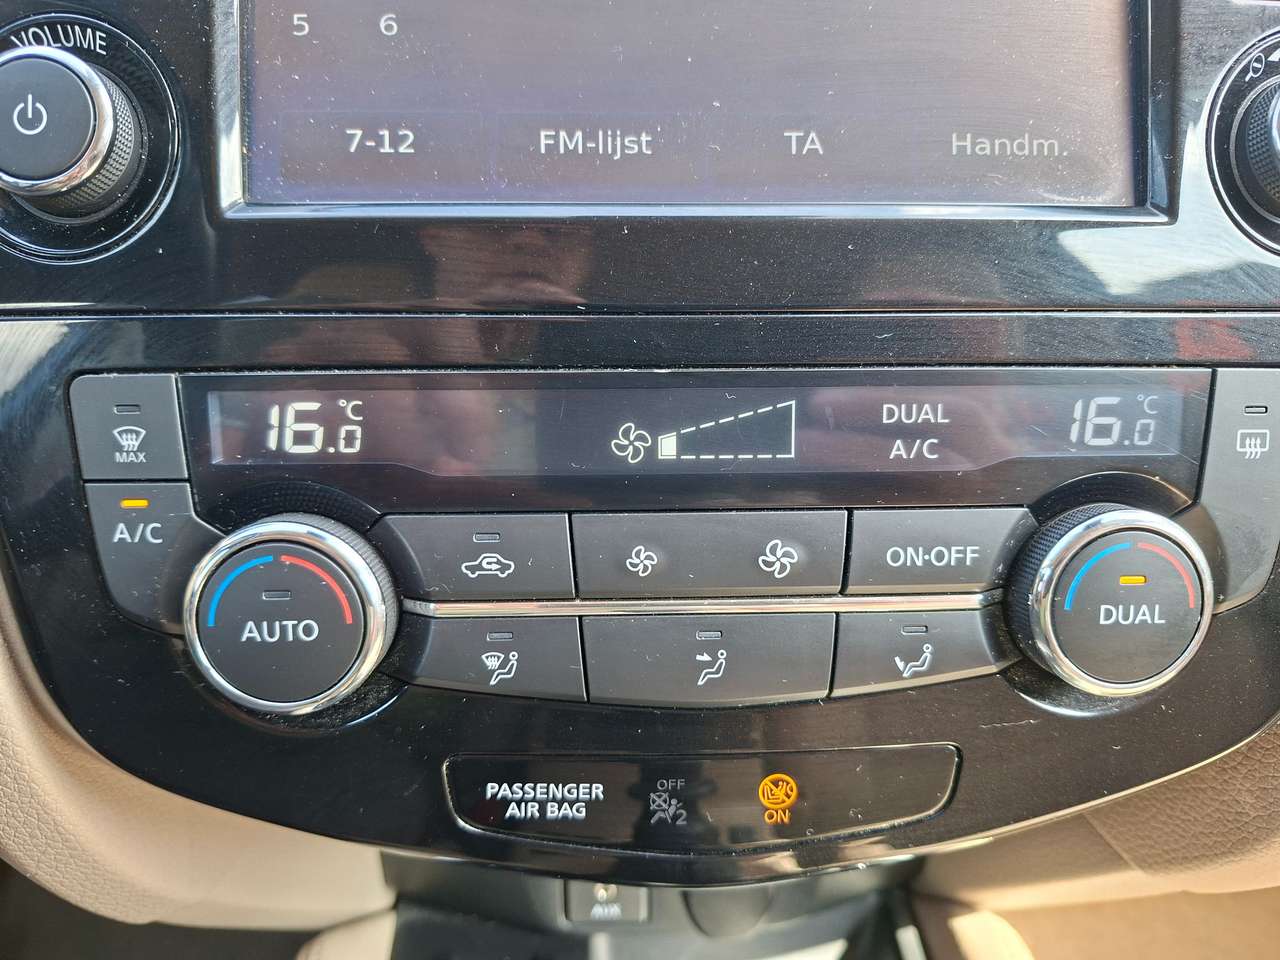 VOLUME
5 6
7-12 FM-lijst TA Handm.
16.0 °C
DUAL
A/C
16.0 °C
MAX
A/C
AUTO
ON·OFF
DUAL
PASSENGER
AIR BAG
OFF
2
ON